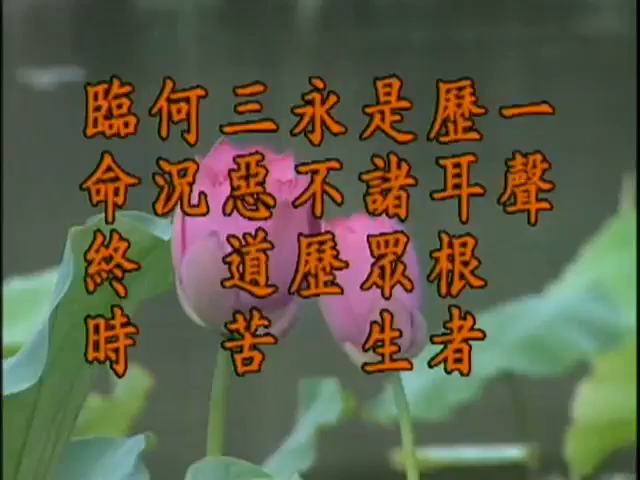 一聲
歷耳根者
是諸眾生
永不歷
三惡道苦
何況
臨命終時